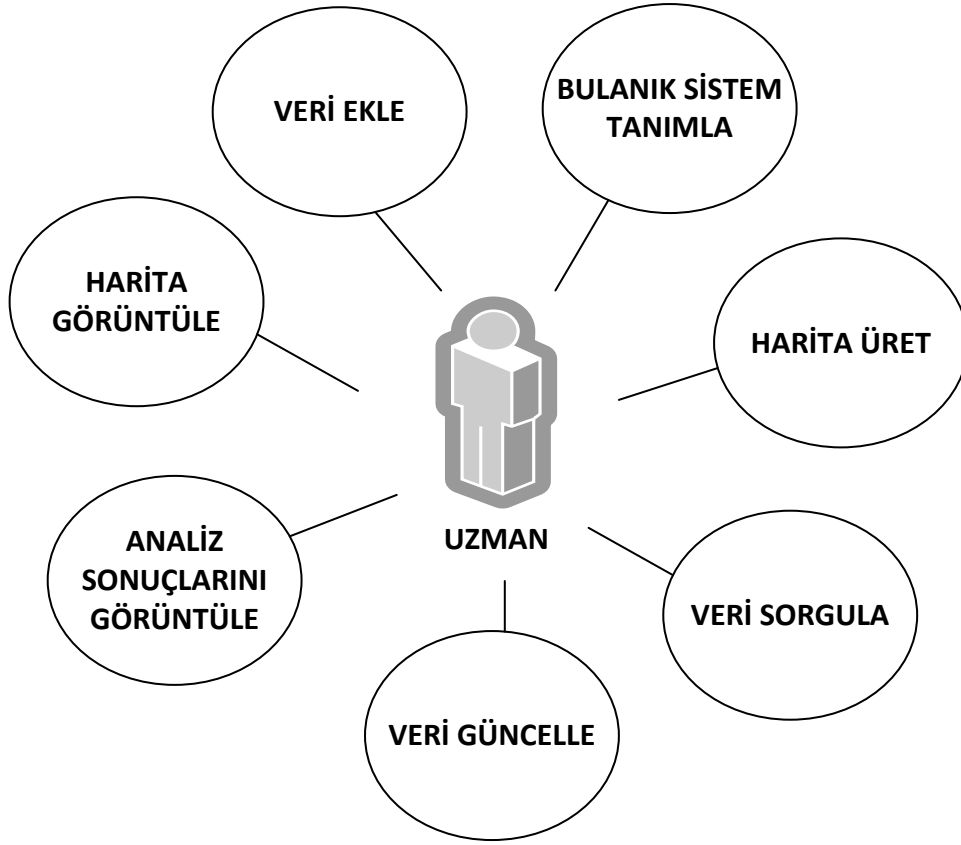 VERİ EKLE
BULANIK SİSTEM
TANIMLA
HARİTA
GÖRÜNTÜLE
HARİTA ÜRET
UZMAN
ANALİZ
SONUÇLARINI
GÖRÜNTÜLE
VERİ SORGULA
VERİ GÜNCELLE